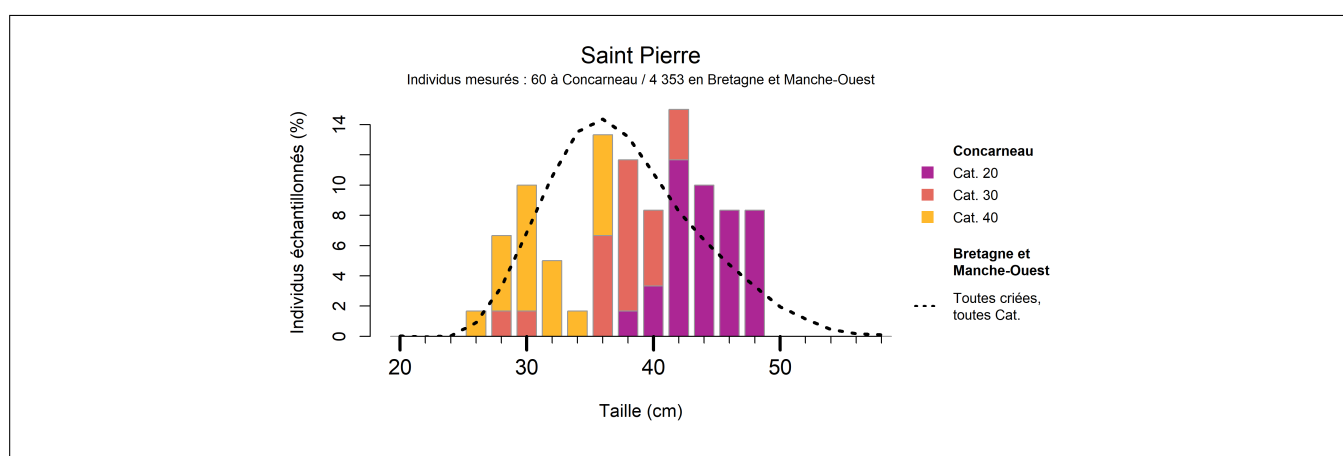 Saint Pierre
Individus mesurés : 60 à Concarneau / 4 353 en Bretagne et Manche-Ouest
Individus échantillonnés (%)
14
10
8
6
4
2
0
20
30
40
50
Taille (cm)
Concarneau
Cat. 20
Cat. 30
Cat. 40
Bretagne et
Manche-Ouest
Toutes criées,
toutes Cat.